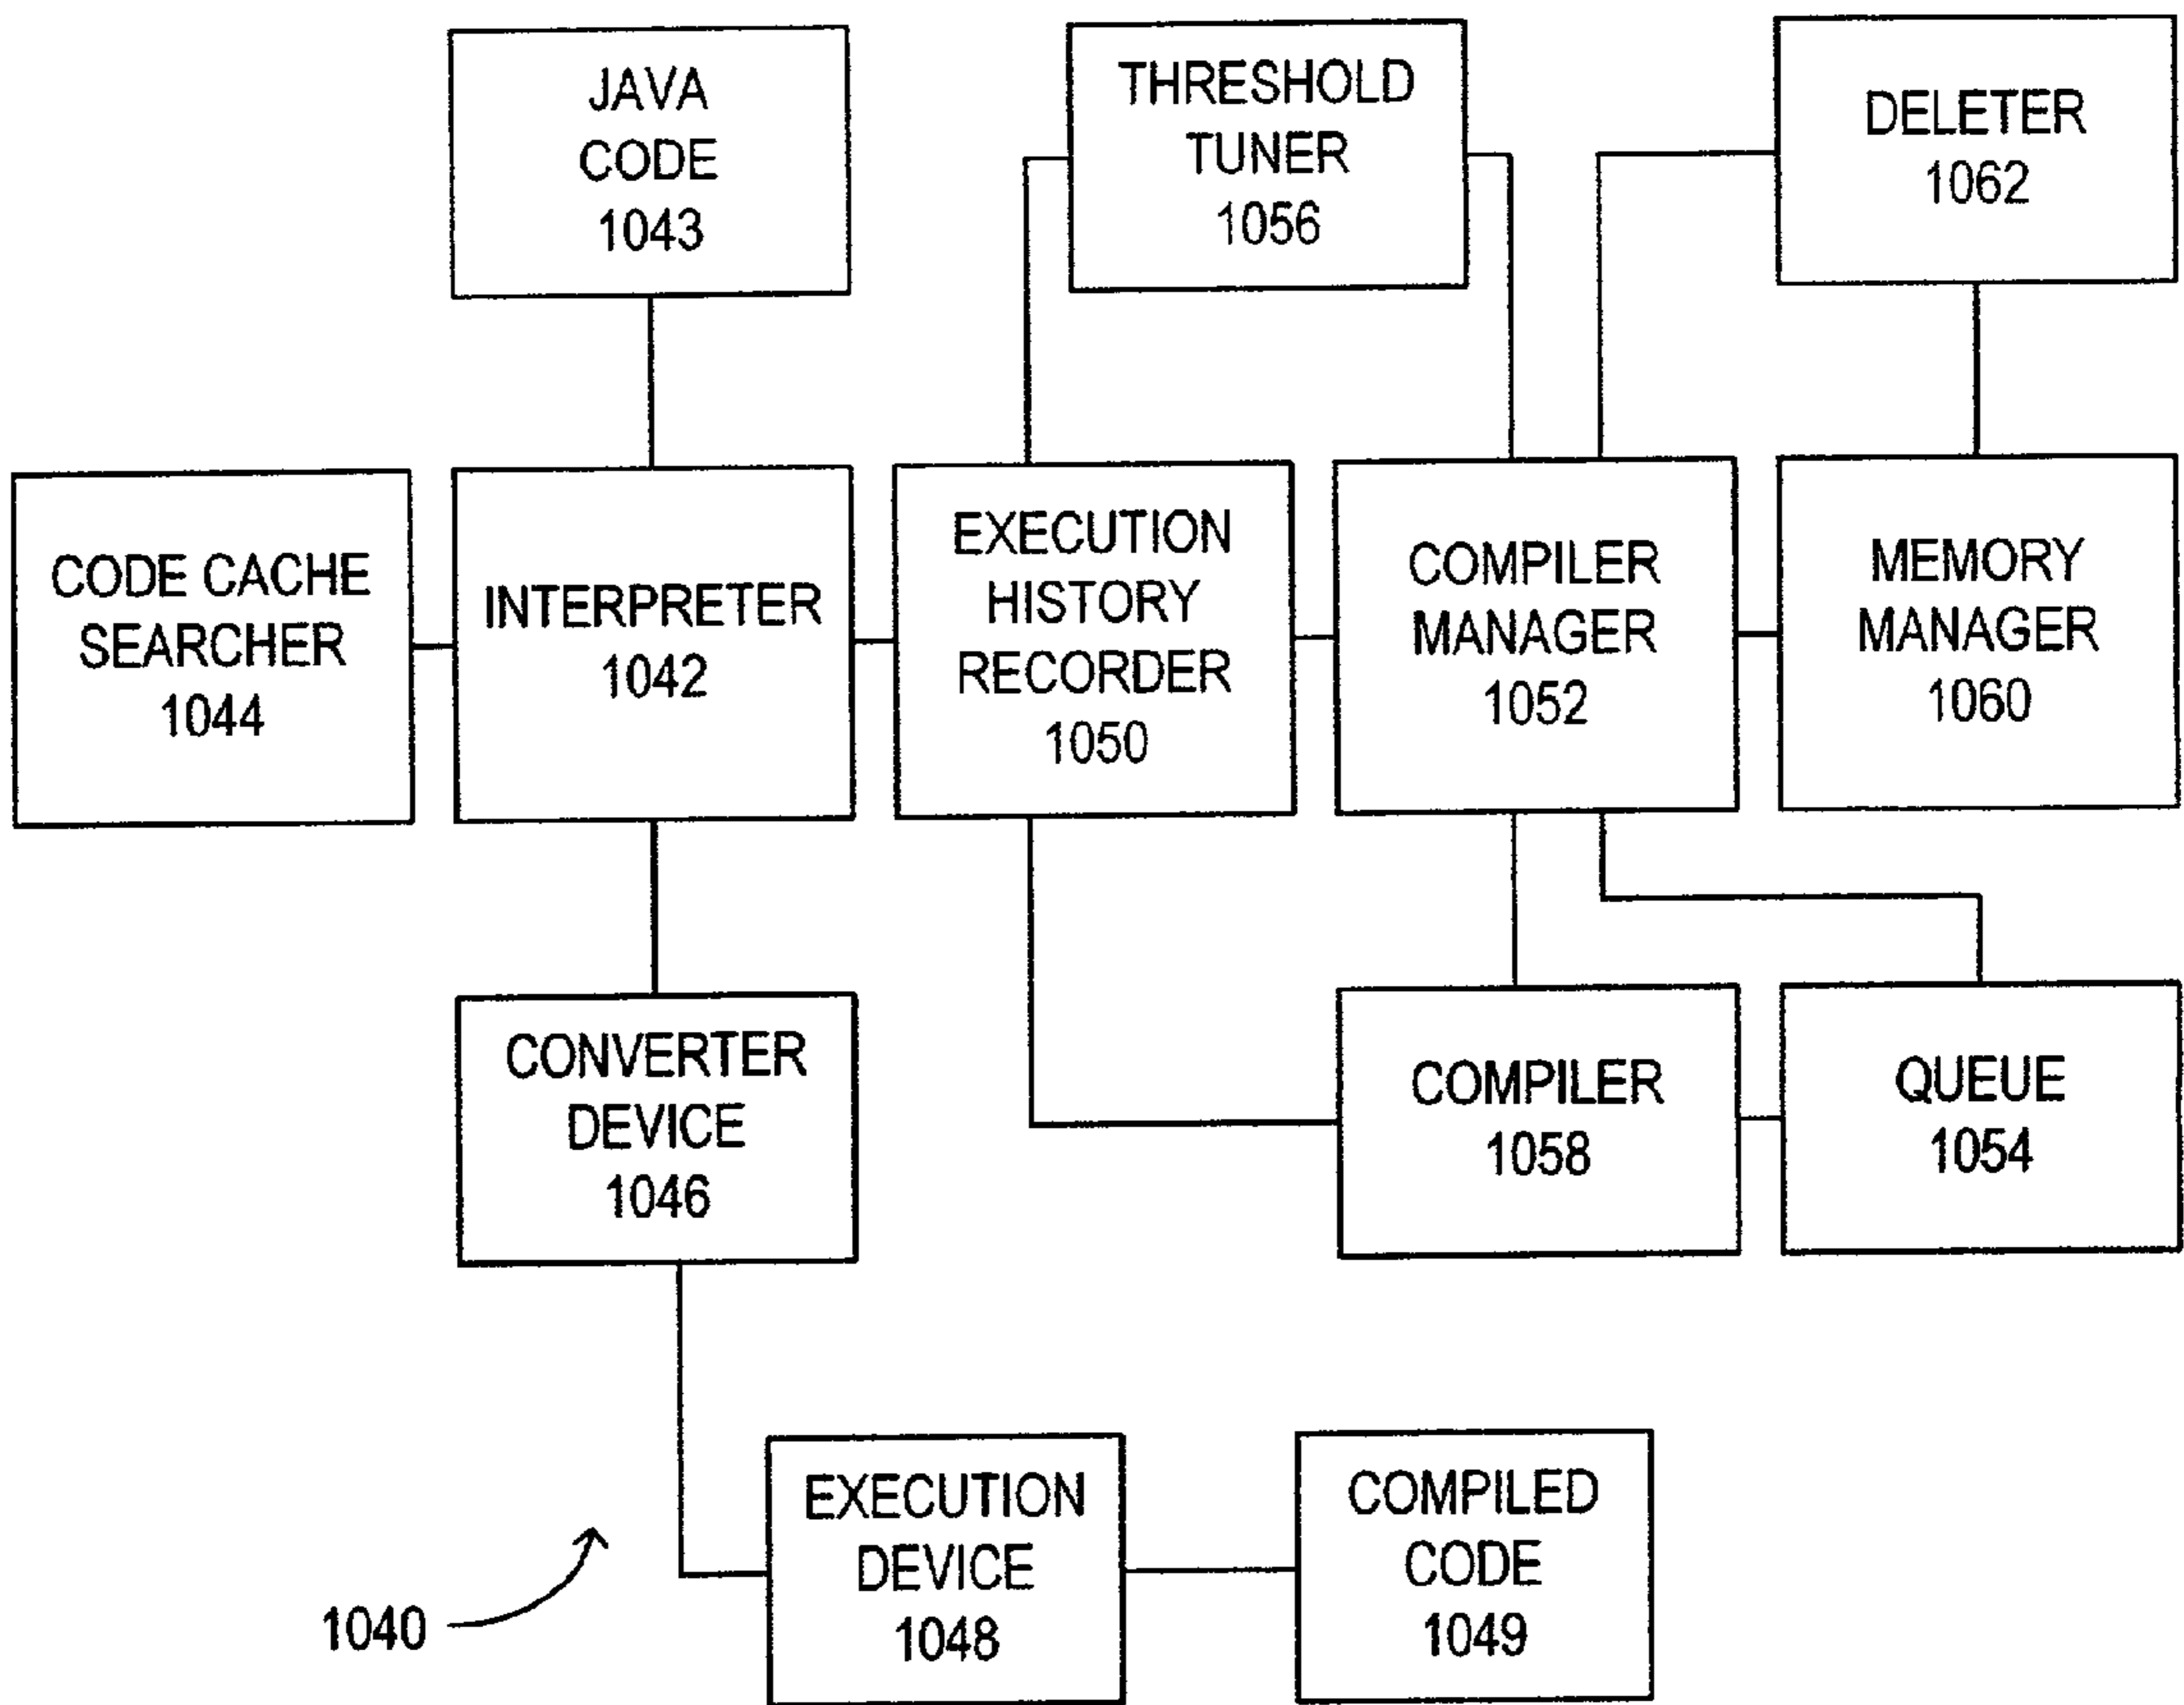 JAVA
CODE
1043
THRESHOLD
TUNER
1056
DELETER
1062
CODE CACHE
SEARCHER
1044
INTERPRETER
1042
EXECUTION
HISTORY
RECORDER
1050
COMPILER
MANAGER
1052
MEMORY
MANAGER
1060
CONVERTER
DEVICE
1046
COMPILER
1058
QUEUE
1054
EXECUTION
DEVICE
1048
COMPILED
CODE
1049
1040